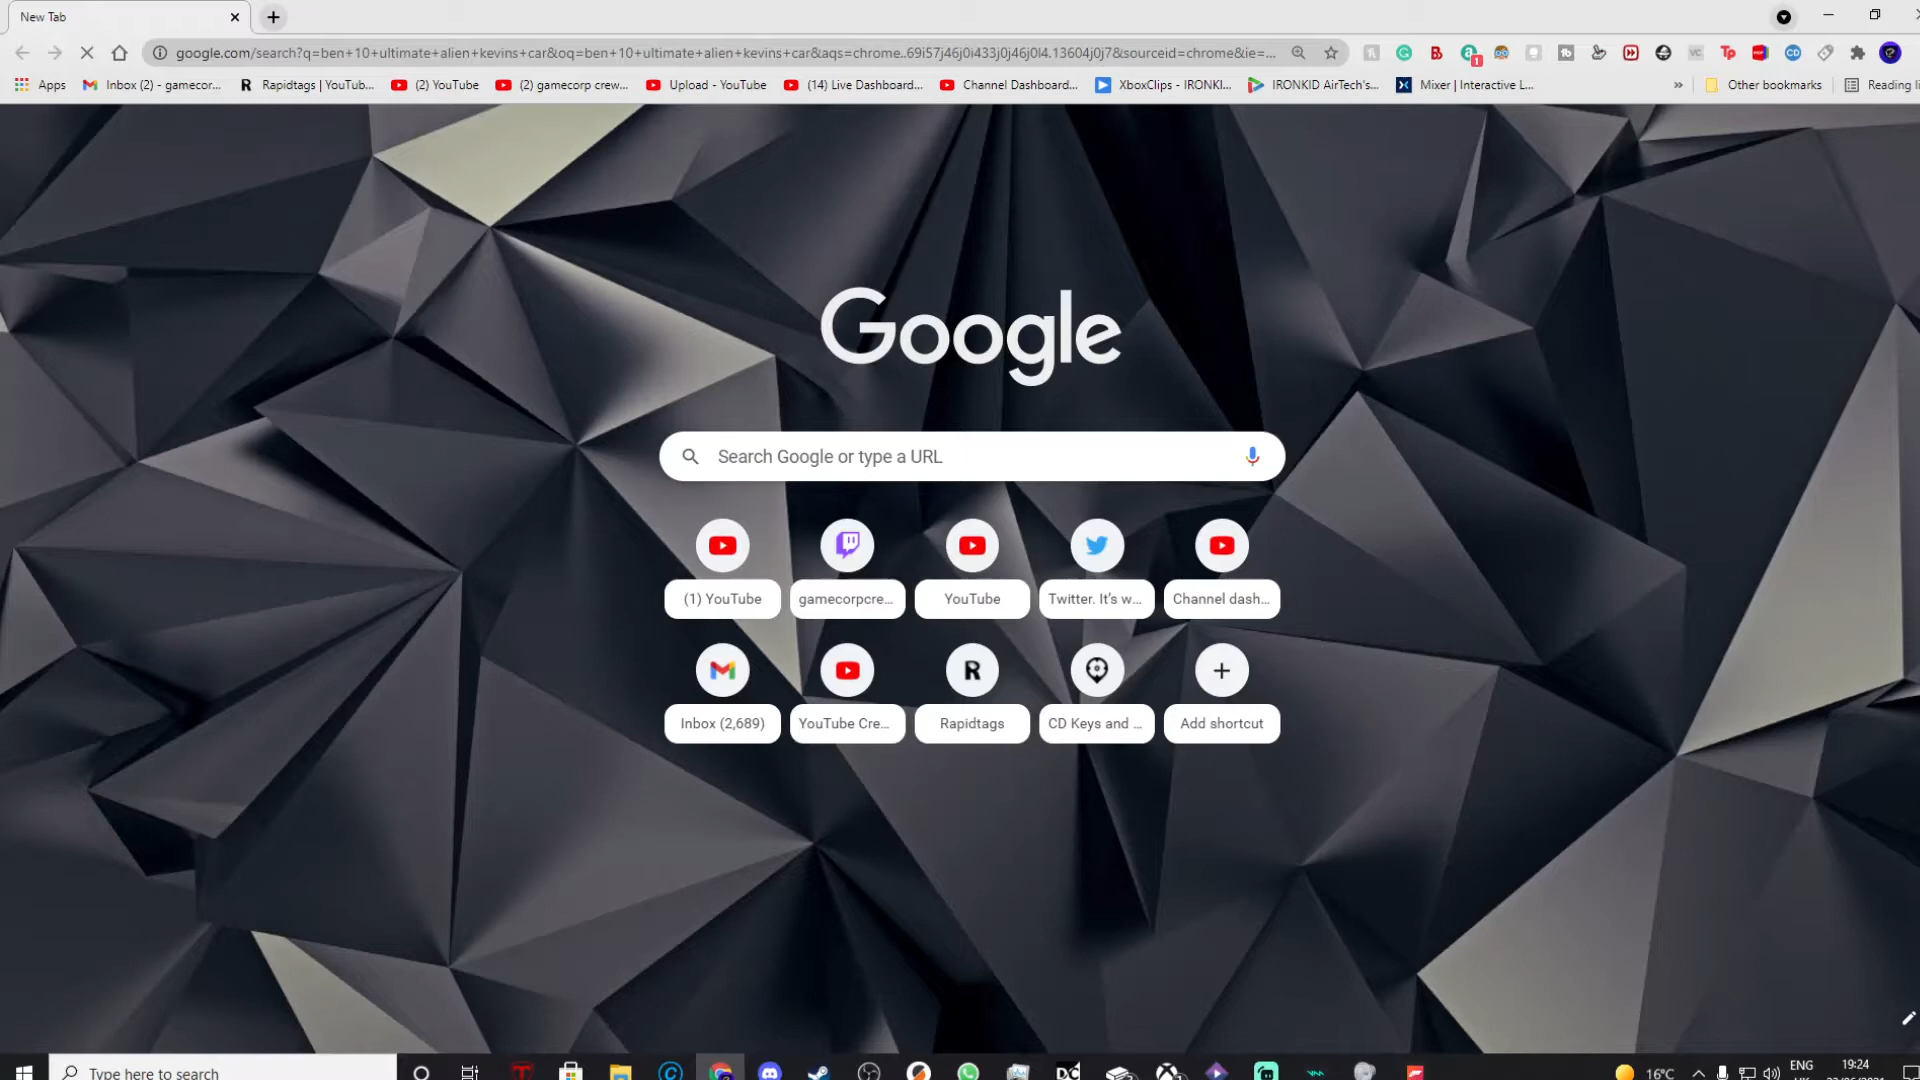 New Tab
google.com/search?q=ben+10+ultimate+alien+kevins+car&oq=ben+10+ultimate+alien+kevins+car&aqs=chrome..69i57j46j0i433j0j46j0l4.13604j0j7&sourceid=chrome&ie=...
Apps Inbox (2) - gamecor... Rapidtags | YouTub... (2) YouTube (2) gamecorp crew... Upload - YouTube (14) Live Dashboard... Channel Dashboard... XboxClips - IRONKI... IRONKID AirTech's... Mixer | Interactive L... » Other bookmarks Reading li
Google
Search Google or type a URL
(1) YouTube gamecorpcre... YouTube Twitter. It's w... Channel dash...
R
Inbox (2,689) YouTube Cre... Rapidtags CD Keys and ... Add shortcut
Type here to search
16°C ENG 19:24